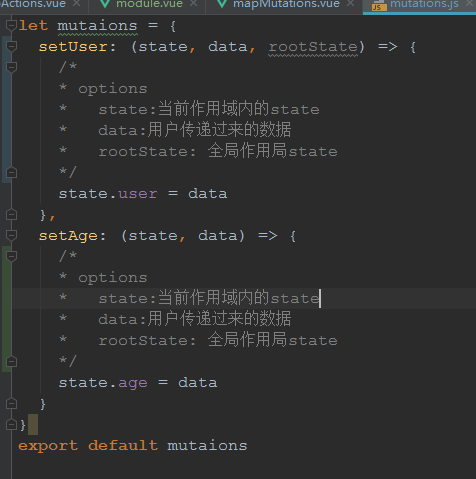 Actions.vue module.vue mapMutations.vue mutations.js
let mutaions = {
setUser: (state, data, rootState) => {
/*
* options
* state:当前作用域内的state
* data:用户传递过来的数据
* rootState: 全局作用局state
*/
state.user = data
},
setAge: (state, data) => {
/*
* options
* state:当前作用域内的state
* data:用户传递过来的数据
* rootState: 全局作用局state
*/
state.age = data
}
}
export default mutaions